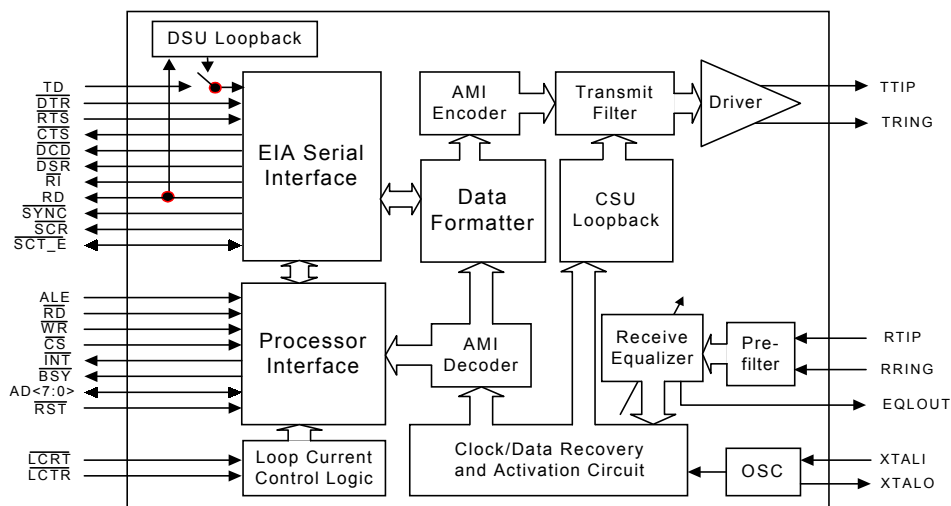 DSU Loopback
TD
DTR
RTS
CTS
DCD
DSR
RI
RD
SYNC
SCR
SCT_E
EIA Serial
Interface
AMI
Encoder
Transmit
Filter
Driver
TTIP
TRING
Data
Formatter
CSU
Loopback
ALE
RD
WR
CS
INT
BSY
AD<7:0>
RST
Processor
Interface
AMI
Decoder
Receive
Equalizer
Pre-
filter
RTIP
RRING
EQLOUT
LCRT
LCTR
Loop Current
Control Logic
Clock/Data Recovery
and Activation Circuit
OSC
XTALI
XTALO